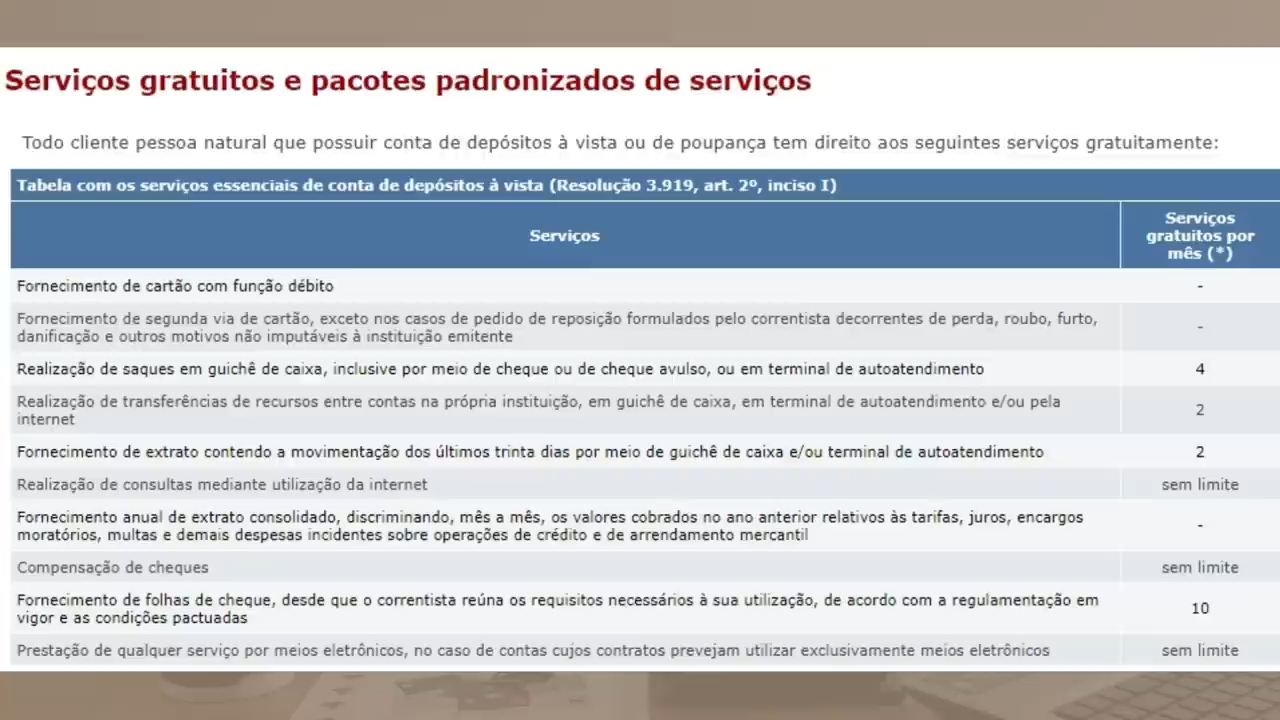 Serviços gratuitos e pacotes padronizados de serviços
Todo cliente pessoa natural que possuir conta de depósitos à vista ou de poupança tem direito aos seguintes serviços gratuitamente:
Tabela com os serviços essenciais de conta de depósitos à vista (Resolução 3.919, art. 2º, inciso I)
Serviços
Serviços
gratuitos por
mês (*)
Fornecimento de cartão com função débito
-
Fornecimento de segunda via de cartão, exceto nos casos de pedido de reposição formulados pelo correntista decorrentes de perda, roubo, furto,
danificação e outros motivos não imputáveis à instituição emitente
-
Realização de saques em guichê de caixa, inclusive por meio de cheque ou de cheque avulso, ou em terminal de autoatendimento
4
Realização de transferências de recursos entre contas na própria instituição, em guichê de caixa, em terminal de autoatendimento e/ou pela
internet
2
Fornecimento de extrato contendo a movimentação dos últimos trinta dias por meio de guichê de caixa e/ou terminal de autoatendimento
2
Realização de consultas mediante utilização da internet
sem limite
Fornecimento anual de extrato consolidado, discriminando, mês a mês, os valores cobrados no ano anterior relativos às tarifas, juros, encargos
moratórios, multas e demais despesas incidentes sobre operações de crédito e de arrendamento mercantil
-
Compensação de cheques
sem limite
Fornecimento de folhas de cheque, desde que o correntista reúna os requisitos necessários à sua utilização, de acordo com a regulamentação em
vigor e as condições pactuadas
10
Prestação de qualquer serviço por meios eletrônicos, no caso de contas cujos contratos prevejam utilizar exclusivamente meios eletrônicos
sem limite